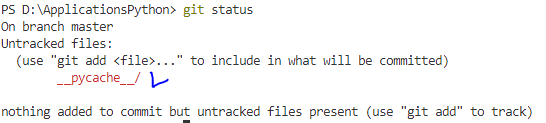 PS D:\ApplicationsPython> git status
On branch master
Untracked files:
(use "git add <file>..." to include in what will be committed)
__pycache__/
nothing added to commit but untracked files present (use "git add" to track)